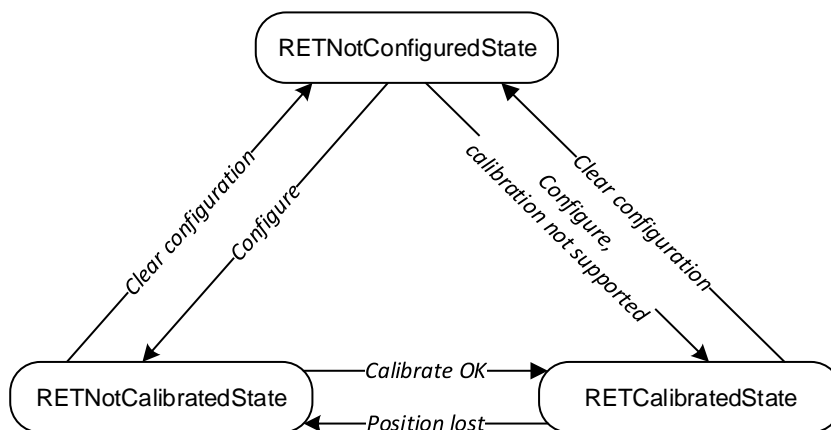 RETNotConfiguredState
Clear configuration
Configure
Configure,
calibration not supported
Clear configuration
RETNotCalibratedState
Calibrate OK
Position lost
RETCalibratedState